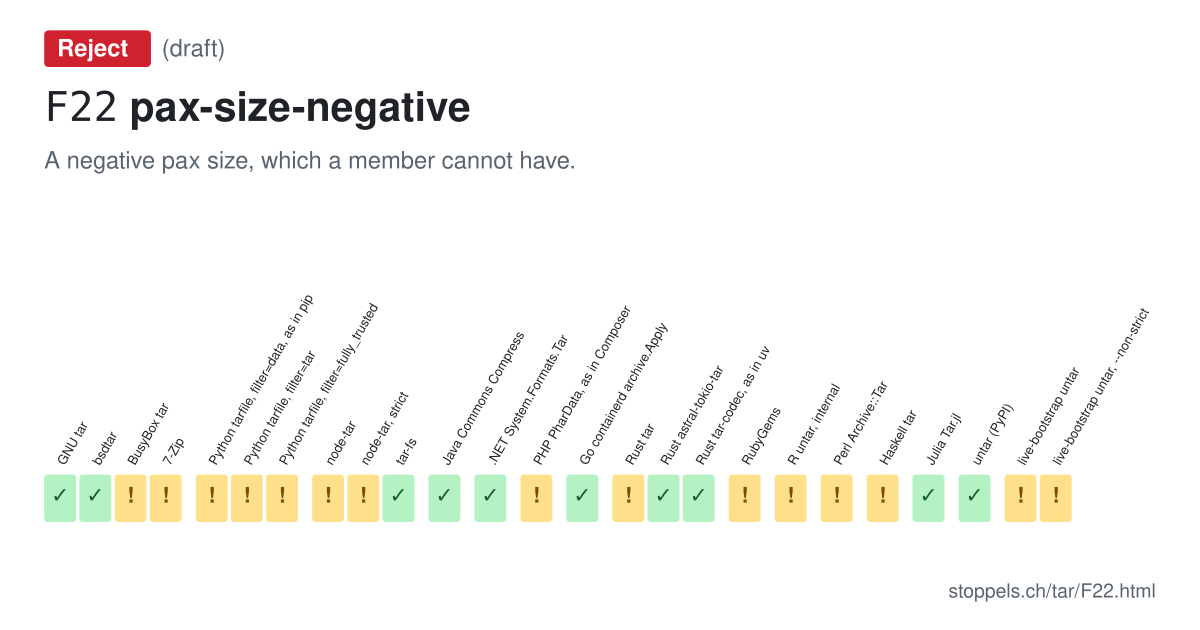 Reject (draft)
F22 pax-size-negative
A negative pax size, which a member cannot have.
GNU tar
bsdtar
BusyBox tar
7-Zip
Python tarfile, filter=data, as in pip
Python tarfile, filter=tar
Python tarfile, filter=fully_trusted
node-tar
node-tar, strict
tar-fs
Java Commons Compress
.NET System.Formats.Tar
PHP PharData, as in Composer
Go containerd archive.Apply
Rust tar
Rust astral-tokio-tar
Rust tar-codec, as in uv
RubyGems
R untar, internal
Perl Archive::Tar
Haskell tar
Julia Tar.jl
untar (PyPI)
live-bootstrap untar
live-bootstrap untar, --non-strict
✓ ✓ ! ! ! ! ! ! ! ✓ ✓ ✓ ! ✓ ! ✓ ✓ ! ! ! ! ✓ ✓ ! !
stoppels.ch/tar/F22.html